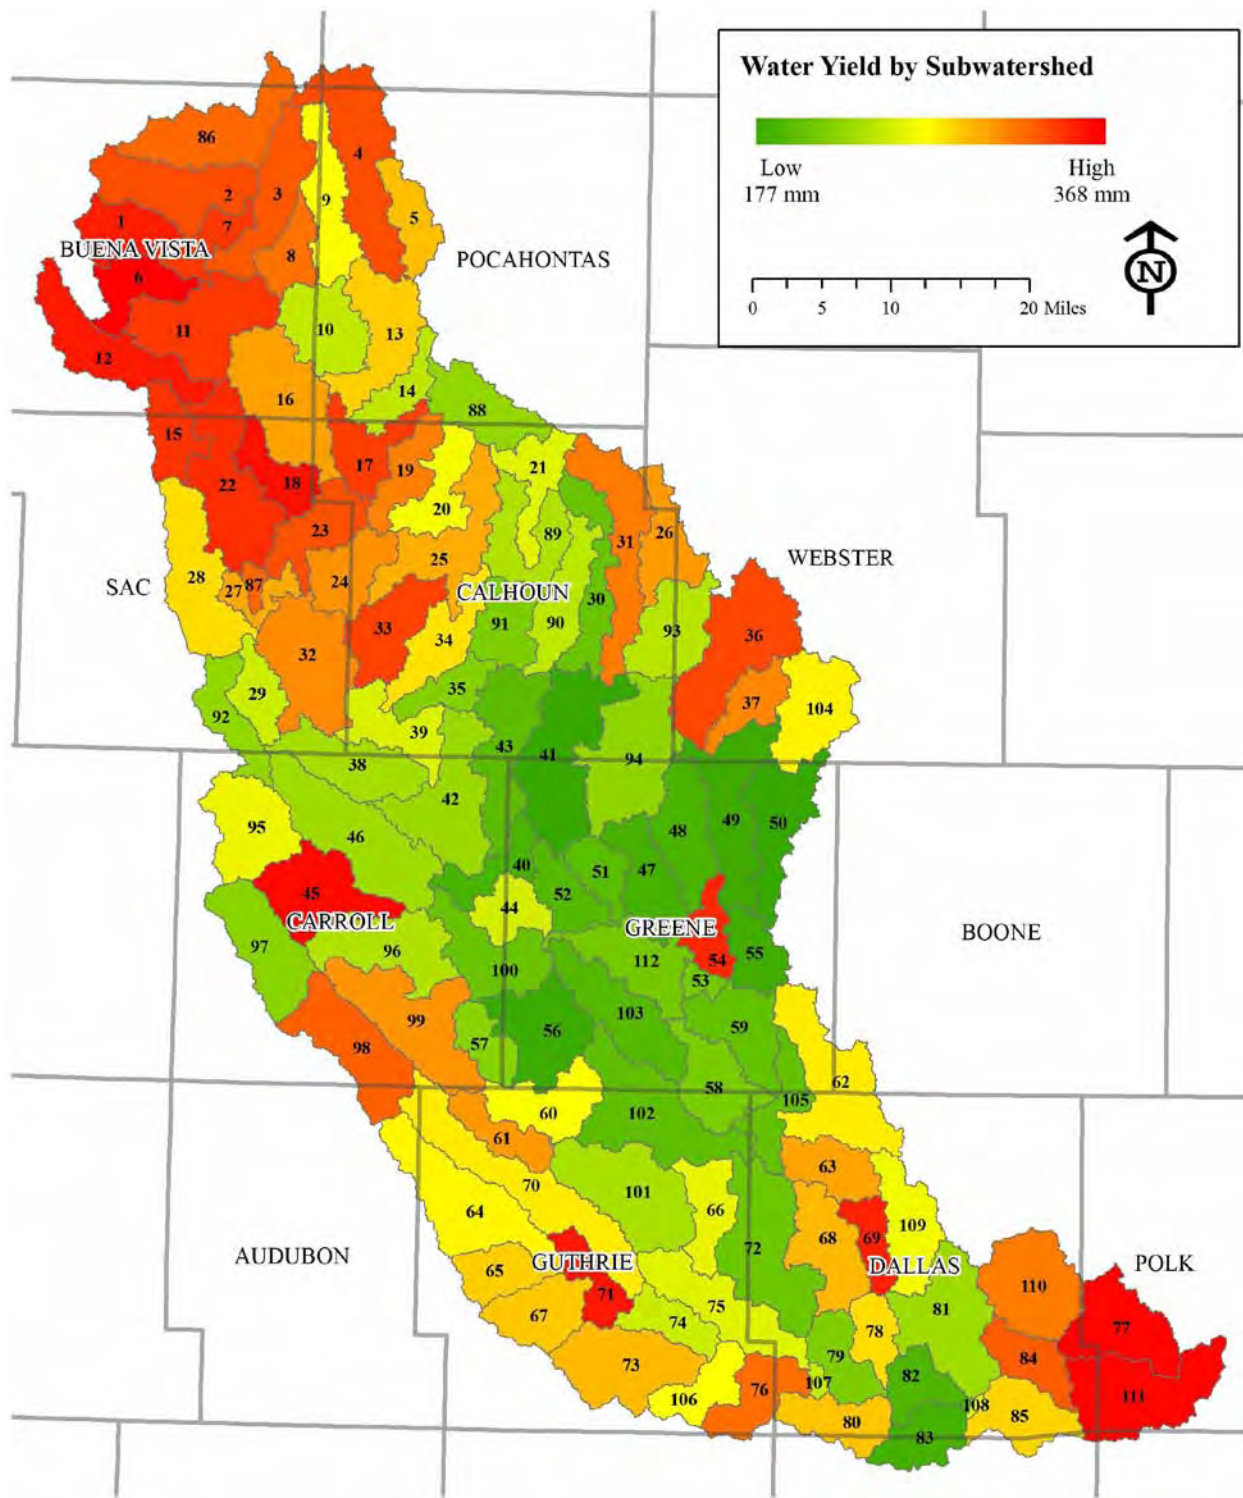 Water Yield by Subwatershed
Low High
177 mm 368 mm
N
0 5 10 20 Miles
86
4
2 3
9
1 7 5
BUENA VISTA 8 POCAHONTAS
6
11 10 13
12
16 14
88
15
17 19 21
22 18
20
23 89 31 26
25 WEBSTER
28 24
SAC 27 87 CALHOUN 30
33 91 90 93 36
34
32
29 35 37 104
92 39
43 41 94
38
42
95 46 48 49 50
40 51 47
45 52
44
CARROLL GREENE BOONE
97 96 112 54 55
100 53
99 103 59
98 57 56
58 62
60 102 105
61
63
70 101
64 66 109
68 69
AUDUBON GUTHRIE 72 DALLAS POLK
65
71 110
67 75 81
74 78 77
73 79 84
76 107 82
106 108 111
80 85
83